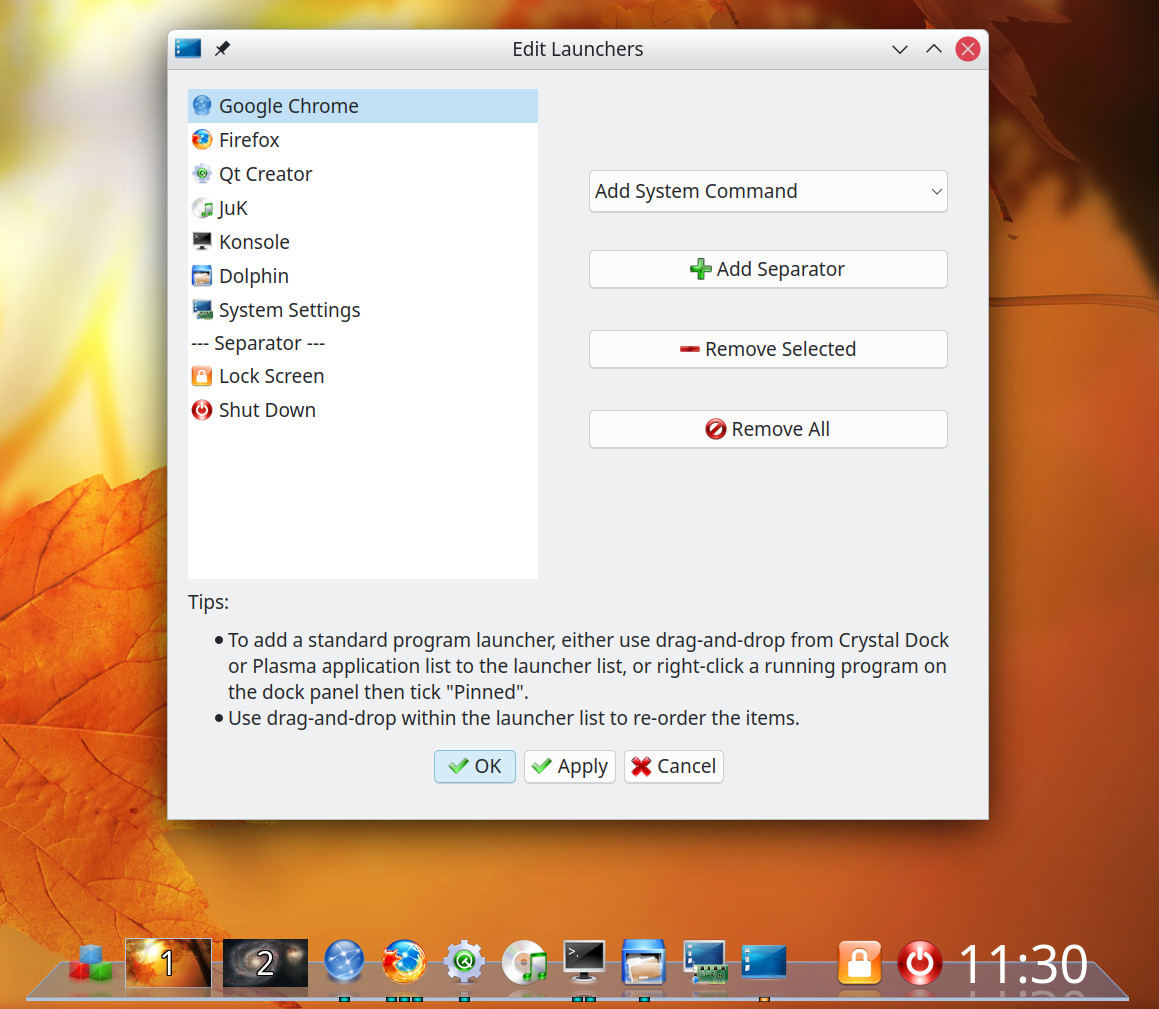 Edit Launchers
Google Chrome
Firefox
Qt Creator
JuK
Konsole
Dolphin
System Settings
--- Separator ---
Lock Screen
Shut Down
Add System Command
Add Separator
Remove Selected
Remove All
Tips:
To add a standard program launcher, either use drag-and-drop from Crystal Dock
or Plasma application list to the launcher list, or right-click a running program on
the dock panel then tick "Pinned".
Use drag-and-drop within the launcher list to re-order the items.
OK
Apply
Cancel
1
2
11:30